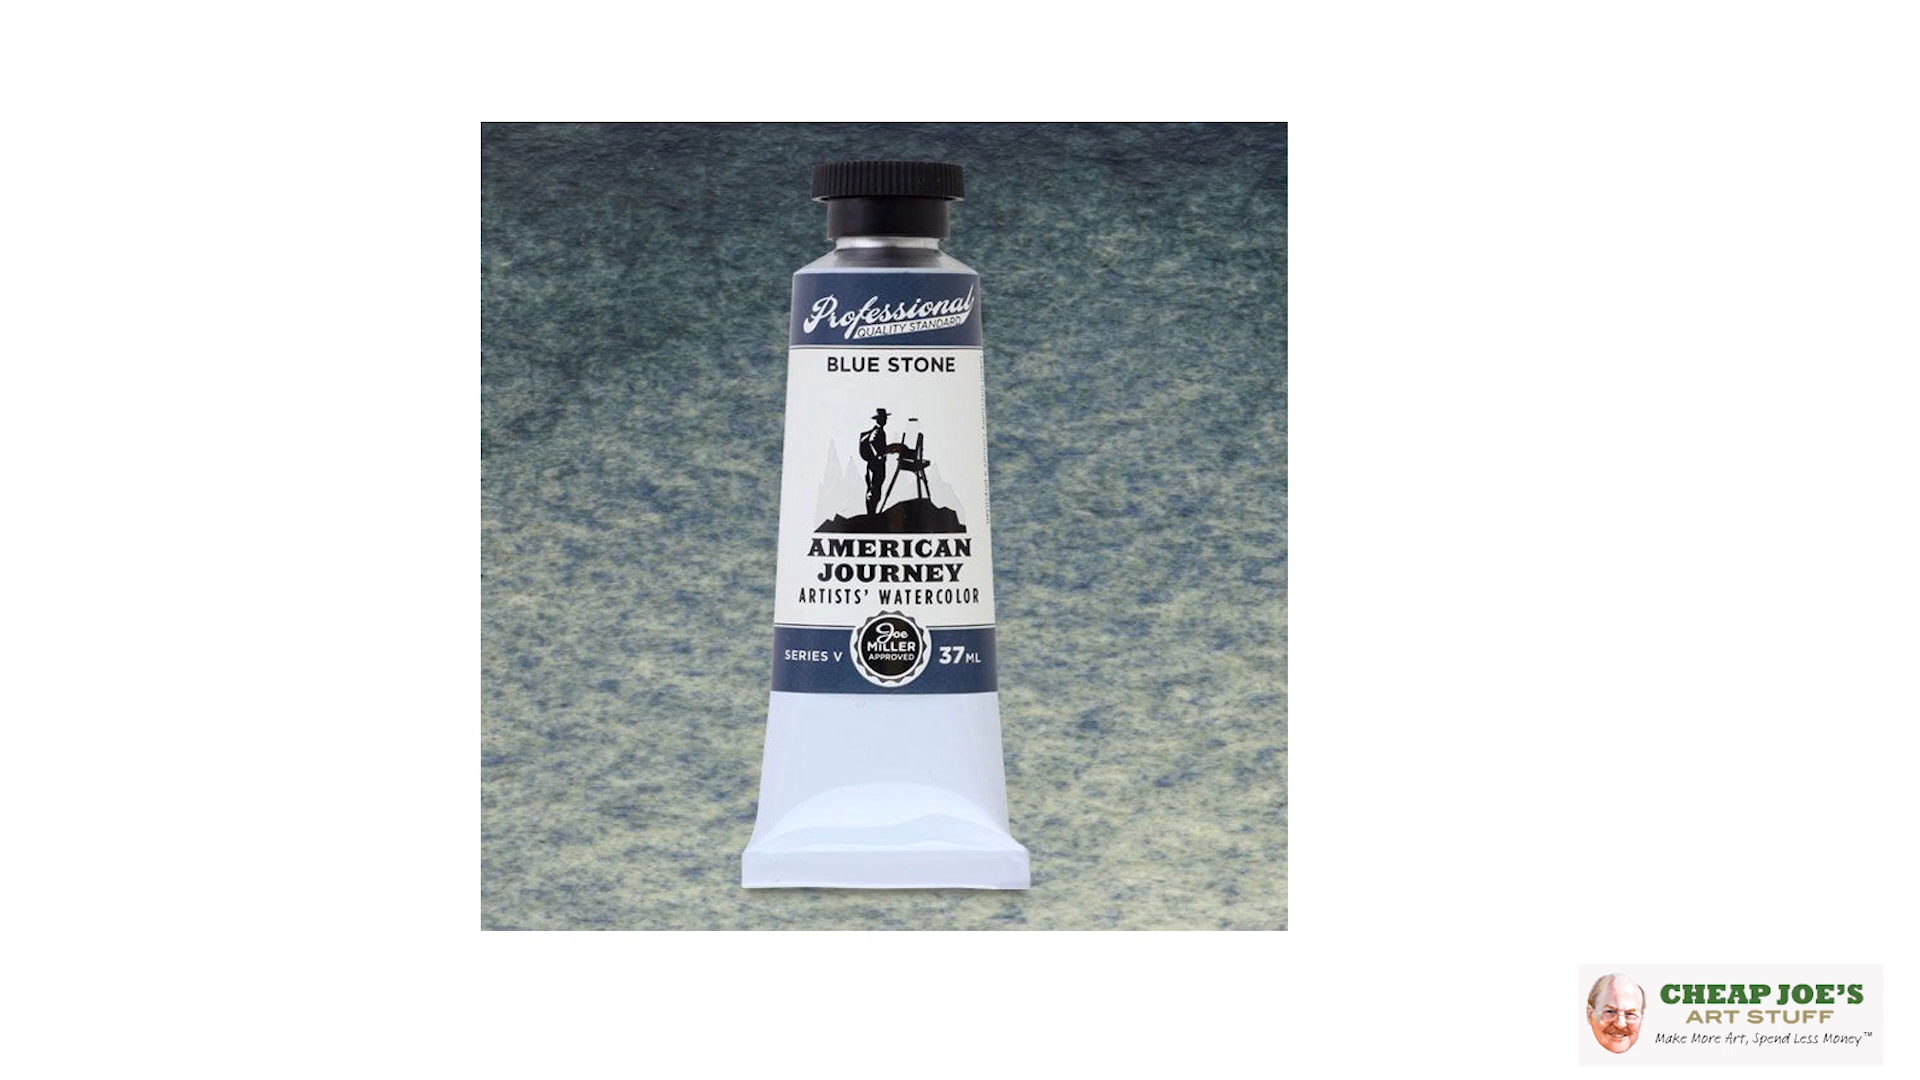 Professional
QUALITY STANDARD
BLUE STONE
AMERICAN
JOURNEY
ARTISTS' WATERCOLOR
SERIES V
Joe
MILLER
APPROVED
37ML
CHEAP JOE'S
ART STUFF
Make More Art, Spend Less Money™